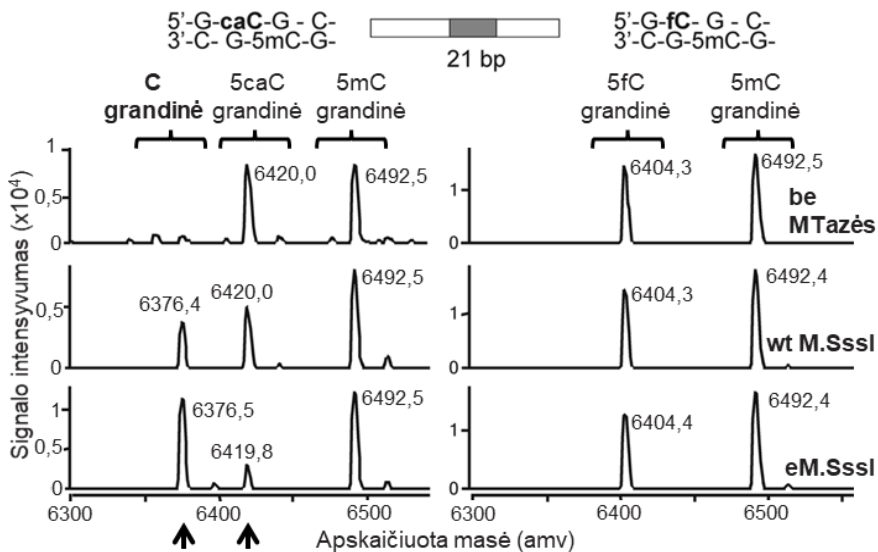 5’-G-caC-G - C-
3’-C- G-5mC-G-
21 bp
5’-G-fC- G - C-
3’-C-G-5mC-G-
C grandinė
5caC grandinė
5mC grandinė
5fC grandinė
5mC grandinė
Signalo intensyvumas (x10⁴)
1
0,5
0
6420,0
6492,5
1
0
6404,3
6492,5
be MTazės
0,5
0
6376,4
6420,0
6492,5
1
0
6404,3
6492,4
wt M.SssI
1
0,5
0
6376,5
6419,8
6492,5
1
0
6404,4
6492,4
eM.SssI
6300
6400
6500
6300
6400
6500
Apskaičiuota masė (amv)